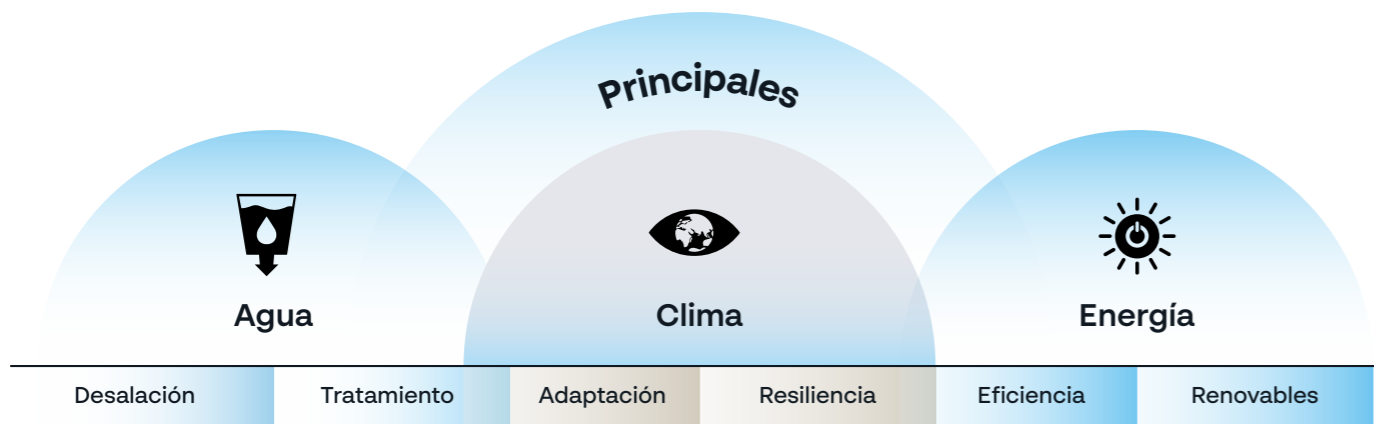 Principales
Agua
Clima
Energía
Desalación
Tratamiento
Adaptación
Resiliencia
Eficiencia
Renovables